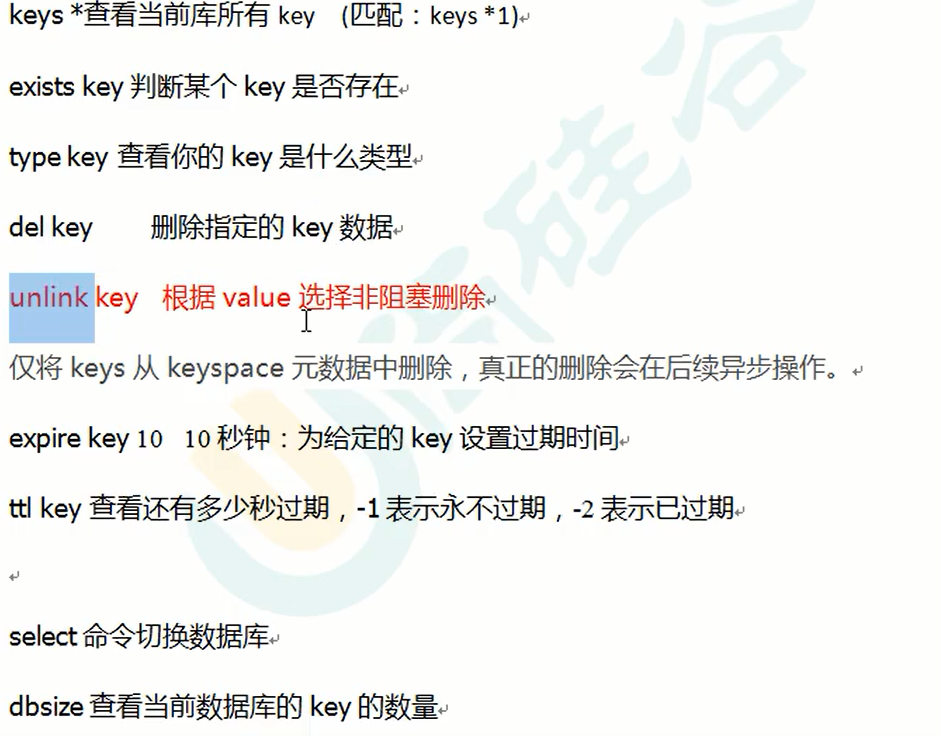 keys *查看当前库所有 key (匹配：keys *1)
exists key 判断某个 key 是否存在
type key 查看你的 key 是什么类型
del key 删除指定的 key 数据
unlink key 根据 value 选择非阻塞删除
仅将 keys 从 keyspace 元数据中删除，真正的删除会在后续异步操作。
expire key 10 10 秒钟：为给定的 key 设置过期时间
ttl key 查看还有多少秒过期，-1 表示永不过期，-2 表示已过期
select 命令切换数据库
dbsize 查看当前数据库的 key 的数量
尚硅谷